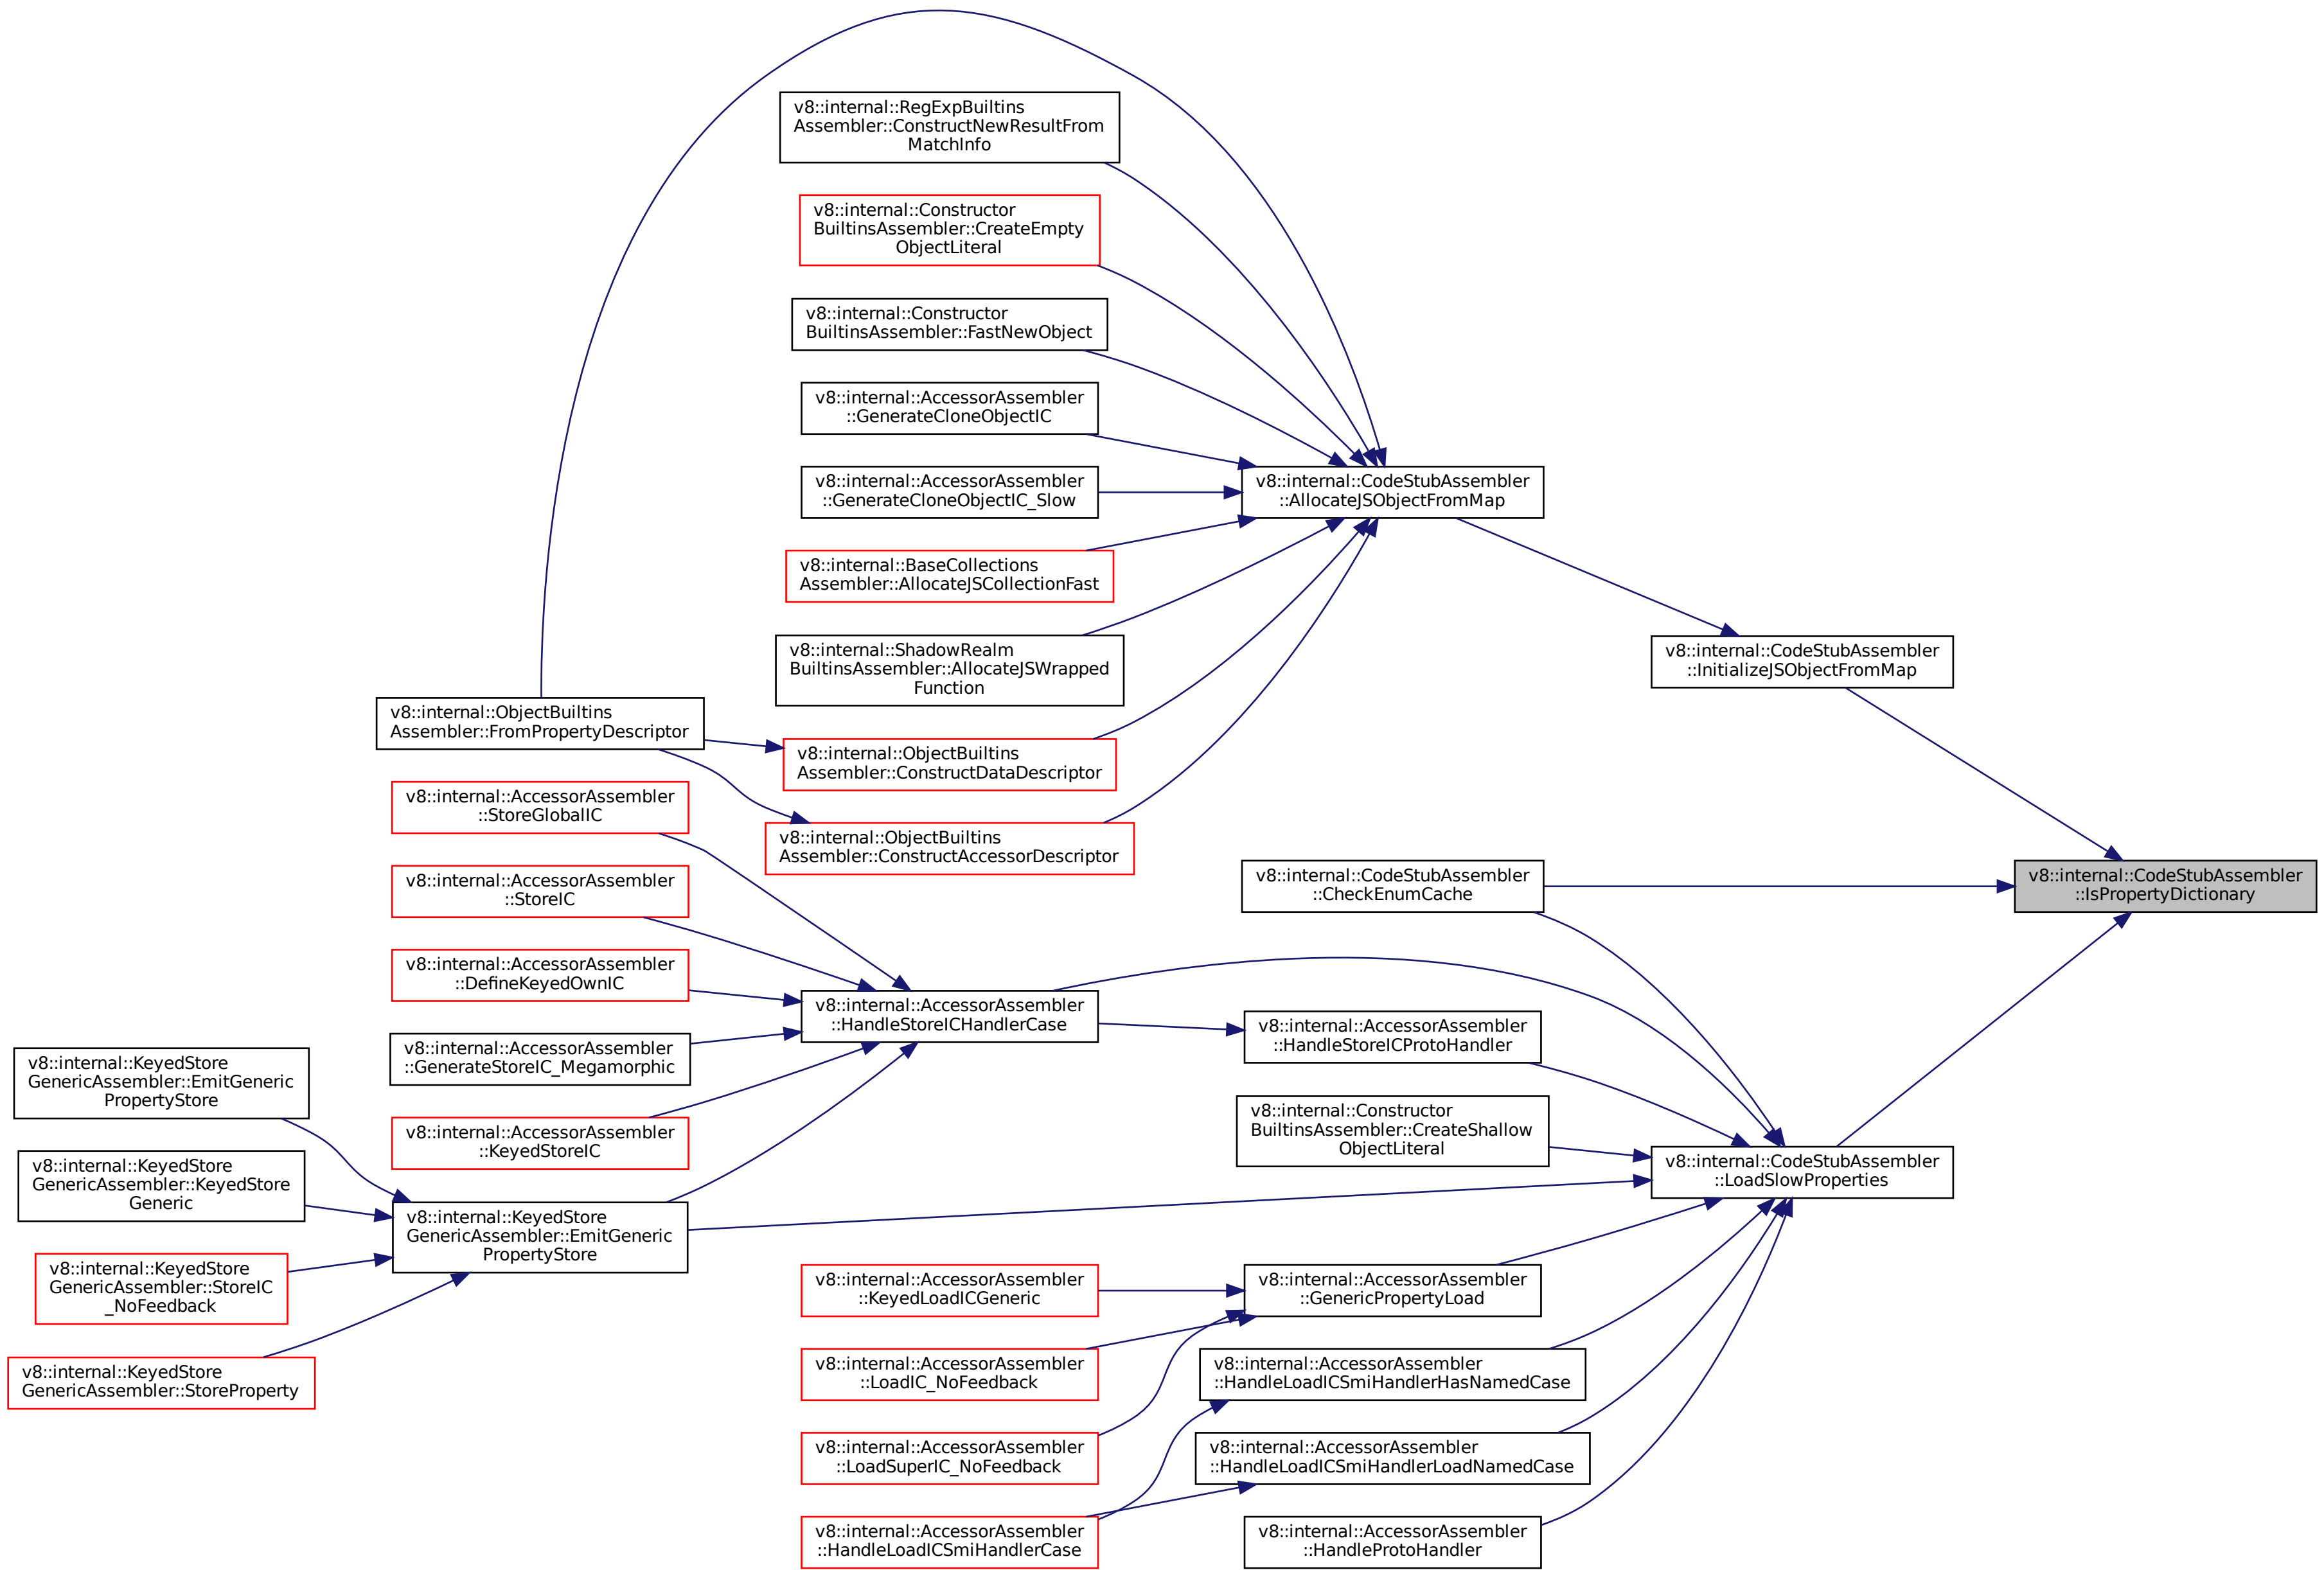 v8::internal::RegExpBuiltins
Assembler::ConstructNewResultFrom
MatchInfo
v8::internal::Constructor
BuiltinsAssembler::CreateEmpty
ObjectLiteral
v8::internal::Constructor
BuiltinsAssembler::FastNewObject
v8::internal::AccessorAssembler
::GenerateCloneObjectIC
v8::internal::AccessorAssembler
::GenerateCloneObjectIC_Slow
v8::internal::CodeStubAssembler
::AllocateJSObjectFromMap
v8::internal::BaseCollections
Assembler::AllocateJSCollectionFast
v8::internal::ShadowRealm
BuiltinsAssembler::AllocateJSWrapped
Function
v8::internal::CodeStubAssembler
::InitializeJSObjectFromMap
v8::internal::ObjectBuiltins
Assembler::FromPropertyDescriptor
v8::internal::ObjectBuiltins
Assembler::ConstructDataDescriptor
v8::internal::AccessorAssembler
::StoreGlobalIC
v8::internal::ObjectBuiltins
Assembler::ConstructAccessorDescriptor
v8::internal::AccessorAssembler
::StoreIC
v8::internal::CodeStubAssembler
::CheckEnumCache
v8::internal::CodeStubAssembler
::IsPropertyDictionary
v8::internal::AccessorAssembler
::DefineKeyedOwnIC
v8::internal::AccessorAssembler
::HandleStoreICHandlerCase
v8::internal::AccessorAssembler
::HandleStoreICProtoHandler
v8::internal::AccessorAssembler
::GenerateStoreIC_Megamorphic
v8::internal::KeyedStore
GenericAssembler::EmitGeneric
PropertyStore
v8::internal::AccessorAssembler
::KeyedStoreIC
v8::internal::Constructor
BuiltinsAssembler::CreateShallow
ObjectLiteral
v8::internal::CodeStubAssembler
::LoadSlowProperties
v8::internal::KeyedStore
GenericAssembler::KeyedStore
Generic
v8::internal::KeyedStore
GenericAssembler::EmitGeneric
PropertyStore
v8::internal::KeyedStore
GenericAssembler::StoreIC
_NoFeedback
v8::internal::AccessorAssembler
::KeyedLoadICGeneric
v8::internal::AccessorAssembler
::GenericPropertyLoad
v8::internal::KeyedStore
GenericAssembler::StoreProperty
v8::internal::AccessorAssembler
::LoadIC_NoFeedback
v8::internal::AccessorAssembler
::HandleLoadICSmiHandlerHasNamedCase
v8::internal::AccessorAssembler
::LoadSuperIC_NoFeedback
v8::internal::AccessorAssembler
::HandleLoadICSmiHandlerLoadNamedCase
v8::internal::AccessorAssembler
::HandleLoadICSmiHandlerCase
v8::internal::AccessorAssembler
::HandleProtoHandler